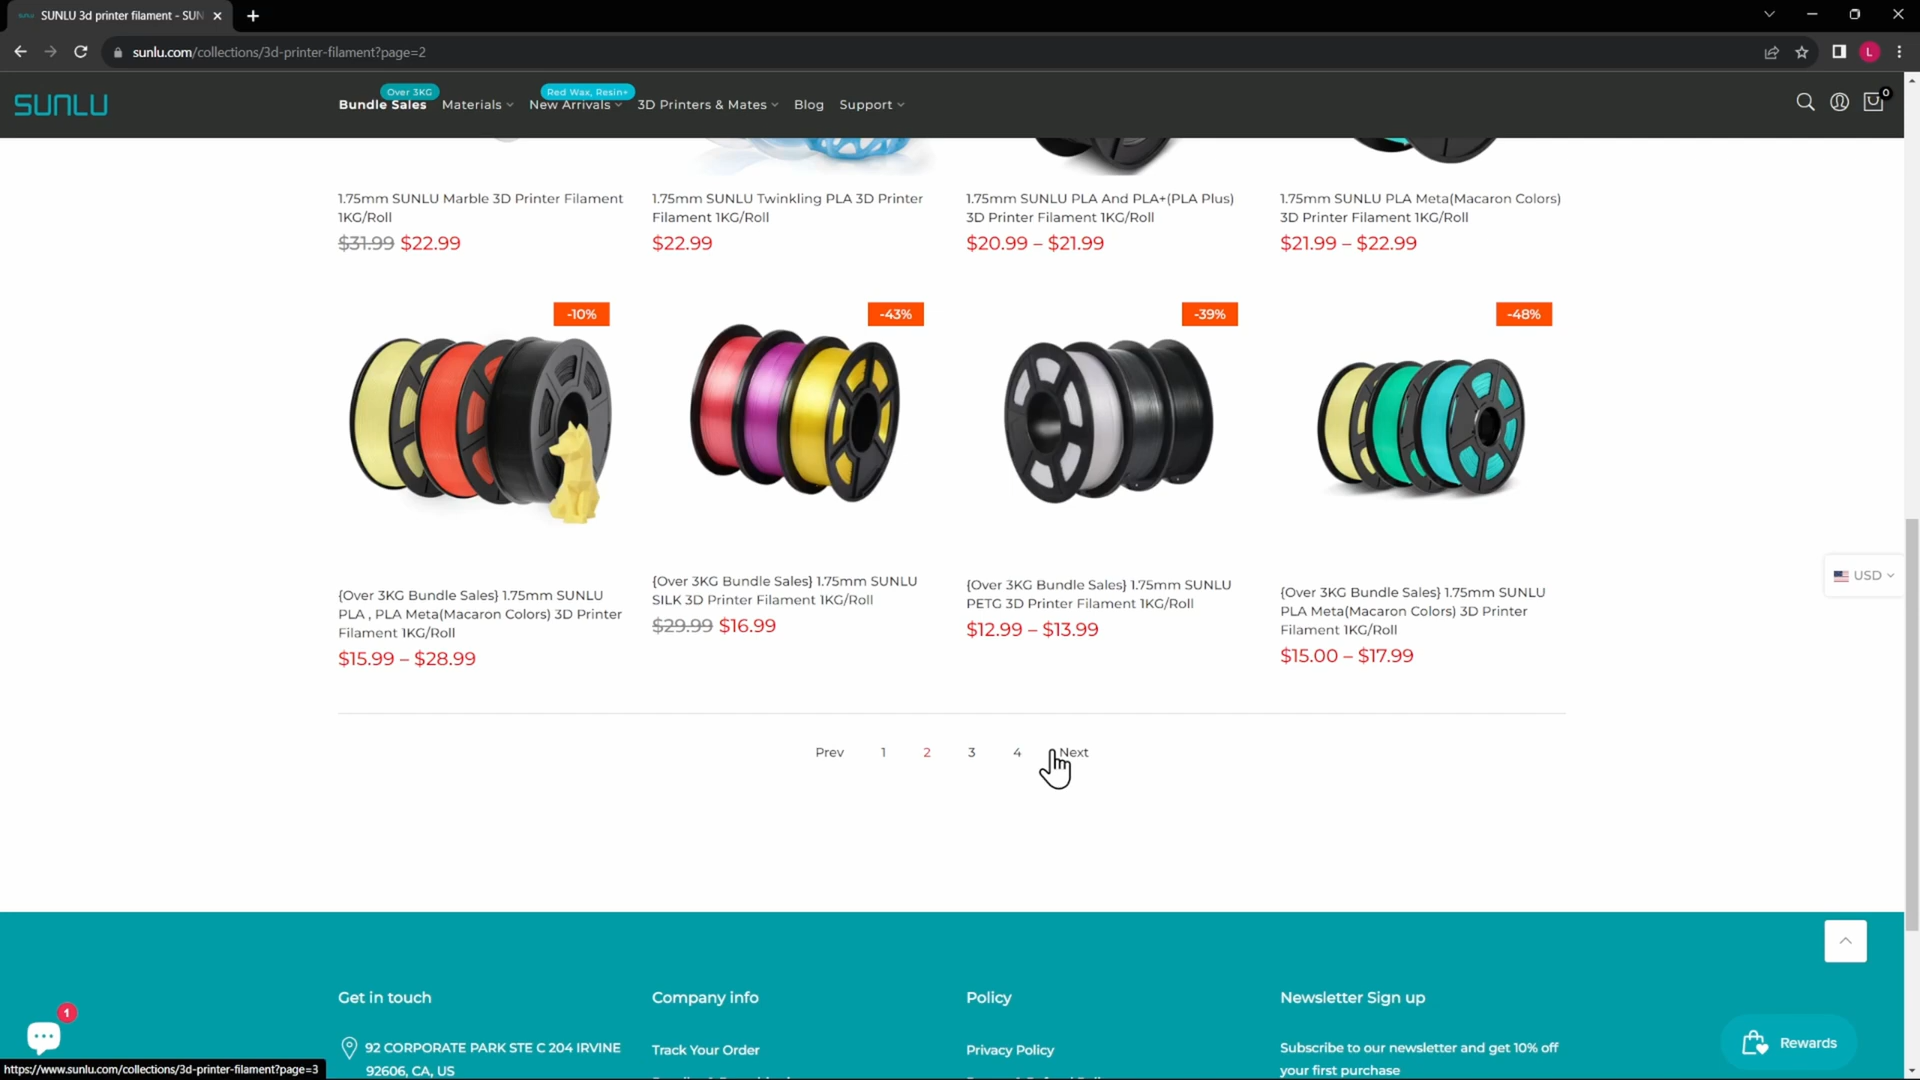 SUNLU 3d printer filament - SUN
sunlu.com/collections/3d-printer-filament?page=2
L
SUNLU
Over 3KG
Red Wax, Resin+
Bundle Sales Materials New Arrivals 3D Printers & Mates Blog Support
0
1.75mm SUNLU Marble 3D Printer Filament
1KG/Roll
$31.99 $22.99
1.75mm SUNLU Twinkling PLA 3D Printer
Filament 1KG/Roll
$22.99
1.75mm SUNLU PLA And PLA+(PLA Plus)
3D Printer Filament 1KG/Roll
$20.99 – $21.99
1.75mm SUNLU PLA Meta(Macaron Colors)
3D Printer Filament 1KG/Roll
$21.99 – $22.99
-10%
-43%
-39%
-48%
{Over 3KG Bundle Sales} 1.75mm SUNLU
PLA , PLA Meta(Macaron Colors) 3D Printer
Filament 1KG/Roll
$15.99 – $28.99
{Over 3KG Bundle Sales} 1.75mm SUNLU
SILK 3D Printer Filament 1KG/Roll
$29.99 $16.99
{Over 3KG Bundle Sales} 1.75mm SUNLU
PETG 3D Printer Filament 1KG/Roll
$12.99 – $13.99
{Over 3KG Bundle Sales} 1.75mm SUNLU
PLA Meta(Macaron Colors) 3D Printer
Filament 1KG/Roll
$15.00 – $17.99
USD
Prev 1 2 3 4 Next
Get in touch
92 CORPORATE PARK STE C 204 IRVINE
92606, CA, US
Company info
Track Your Order
Policy
Privacy Policy
Newsletter Sign up
Subscribe to our newsletter and get 10% off
your first purchase
Rewards
1
https://www.sunlu.com/collections/3d-printer-filament?page=3